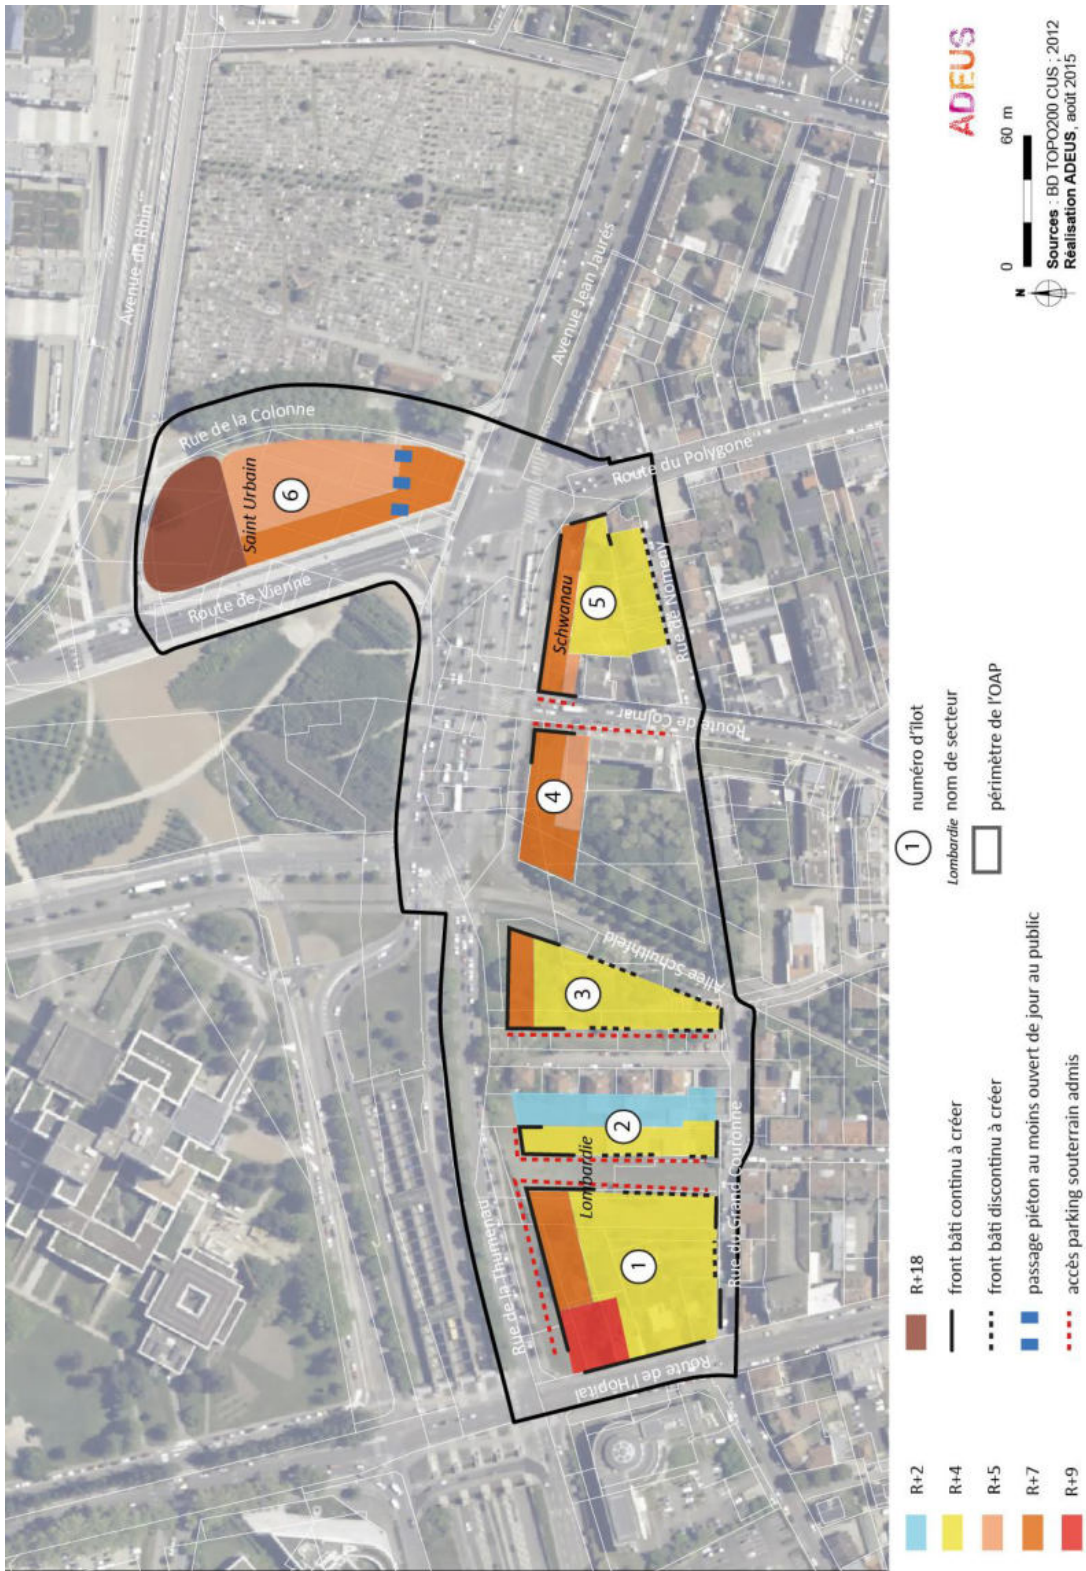 Avenue du Rhin
Rue de la Colonne
Saint Urbain
6
Route de Vienne
Avenue Jean Jaurès
Route du Polygone
Schwanau
5
Rue de Nomeny
Route de Colmar
4
Allée Schulthfeld
3
2
Lombardie
1
Rue de la Thumenau
Rue du Grand Couronné
Route de l'Hôpital
R+2
R+4
R+5
R+7
R+9
R+18
front bâti continu à créer
front bâti discontinu à créer
passage piéton au moins ouvert de jour au public
accès parking souterrain admis
1 numéro d'îlot
Lombardie nom de secteur
périmètre de l'OAP
N
0 60 m
Sources : BD TOPO200 CUS ; 2012
Réalisation ADEUS, août 2015
ADEUS